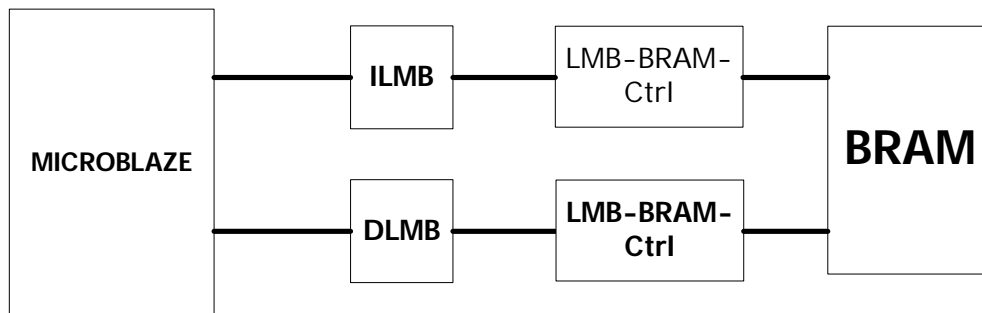 MICROBLAZE
ILMB
LMB-BRAM-
Ctrl
DLMB
LMB-BRAM-
Ctrl
BRAM